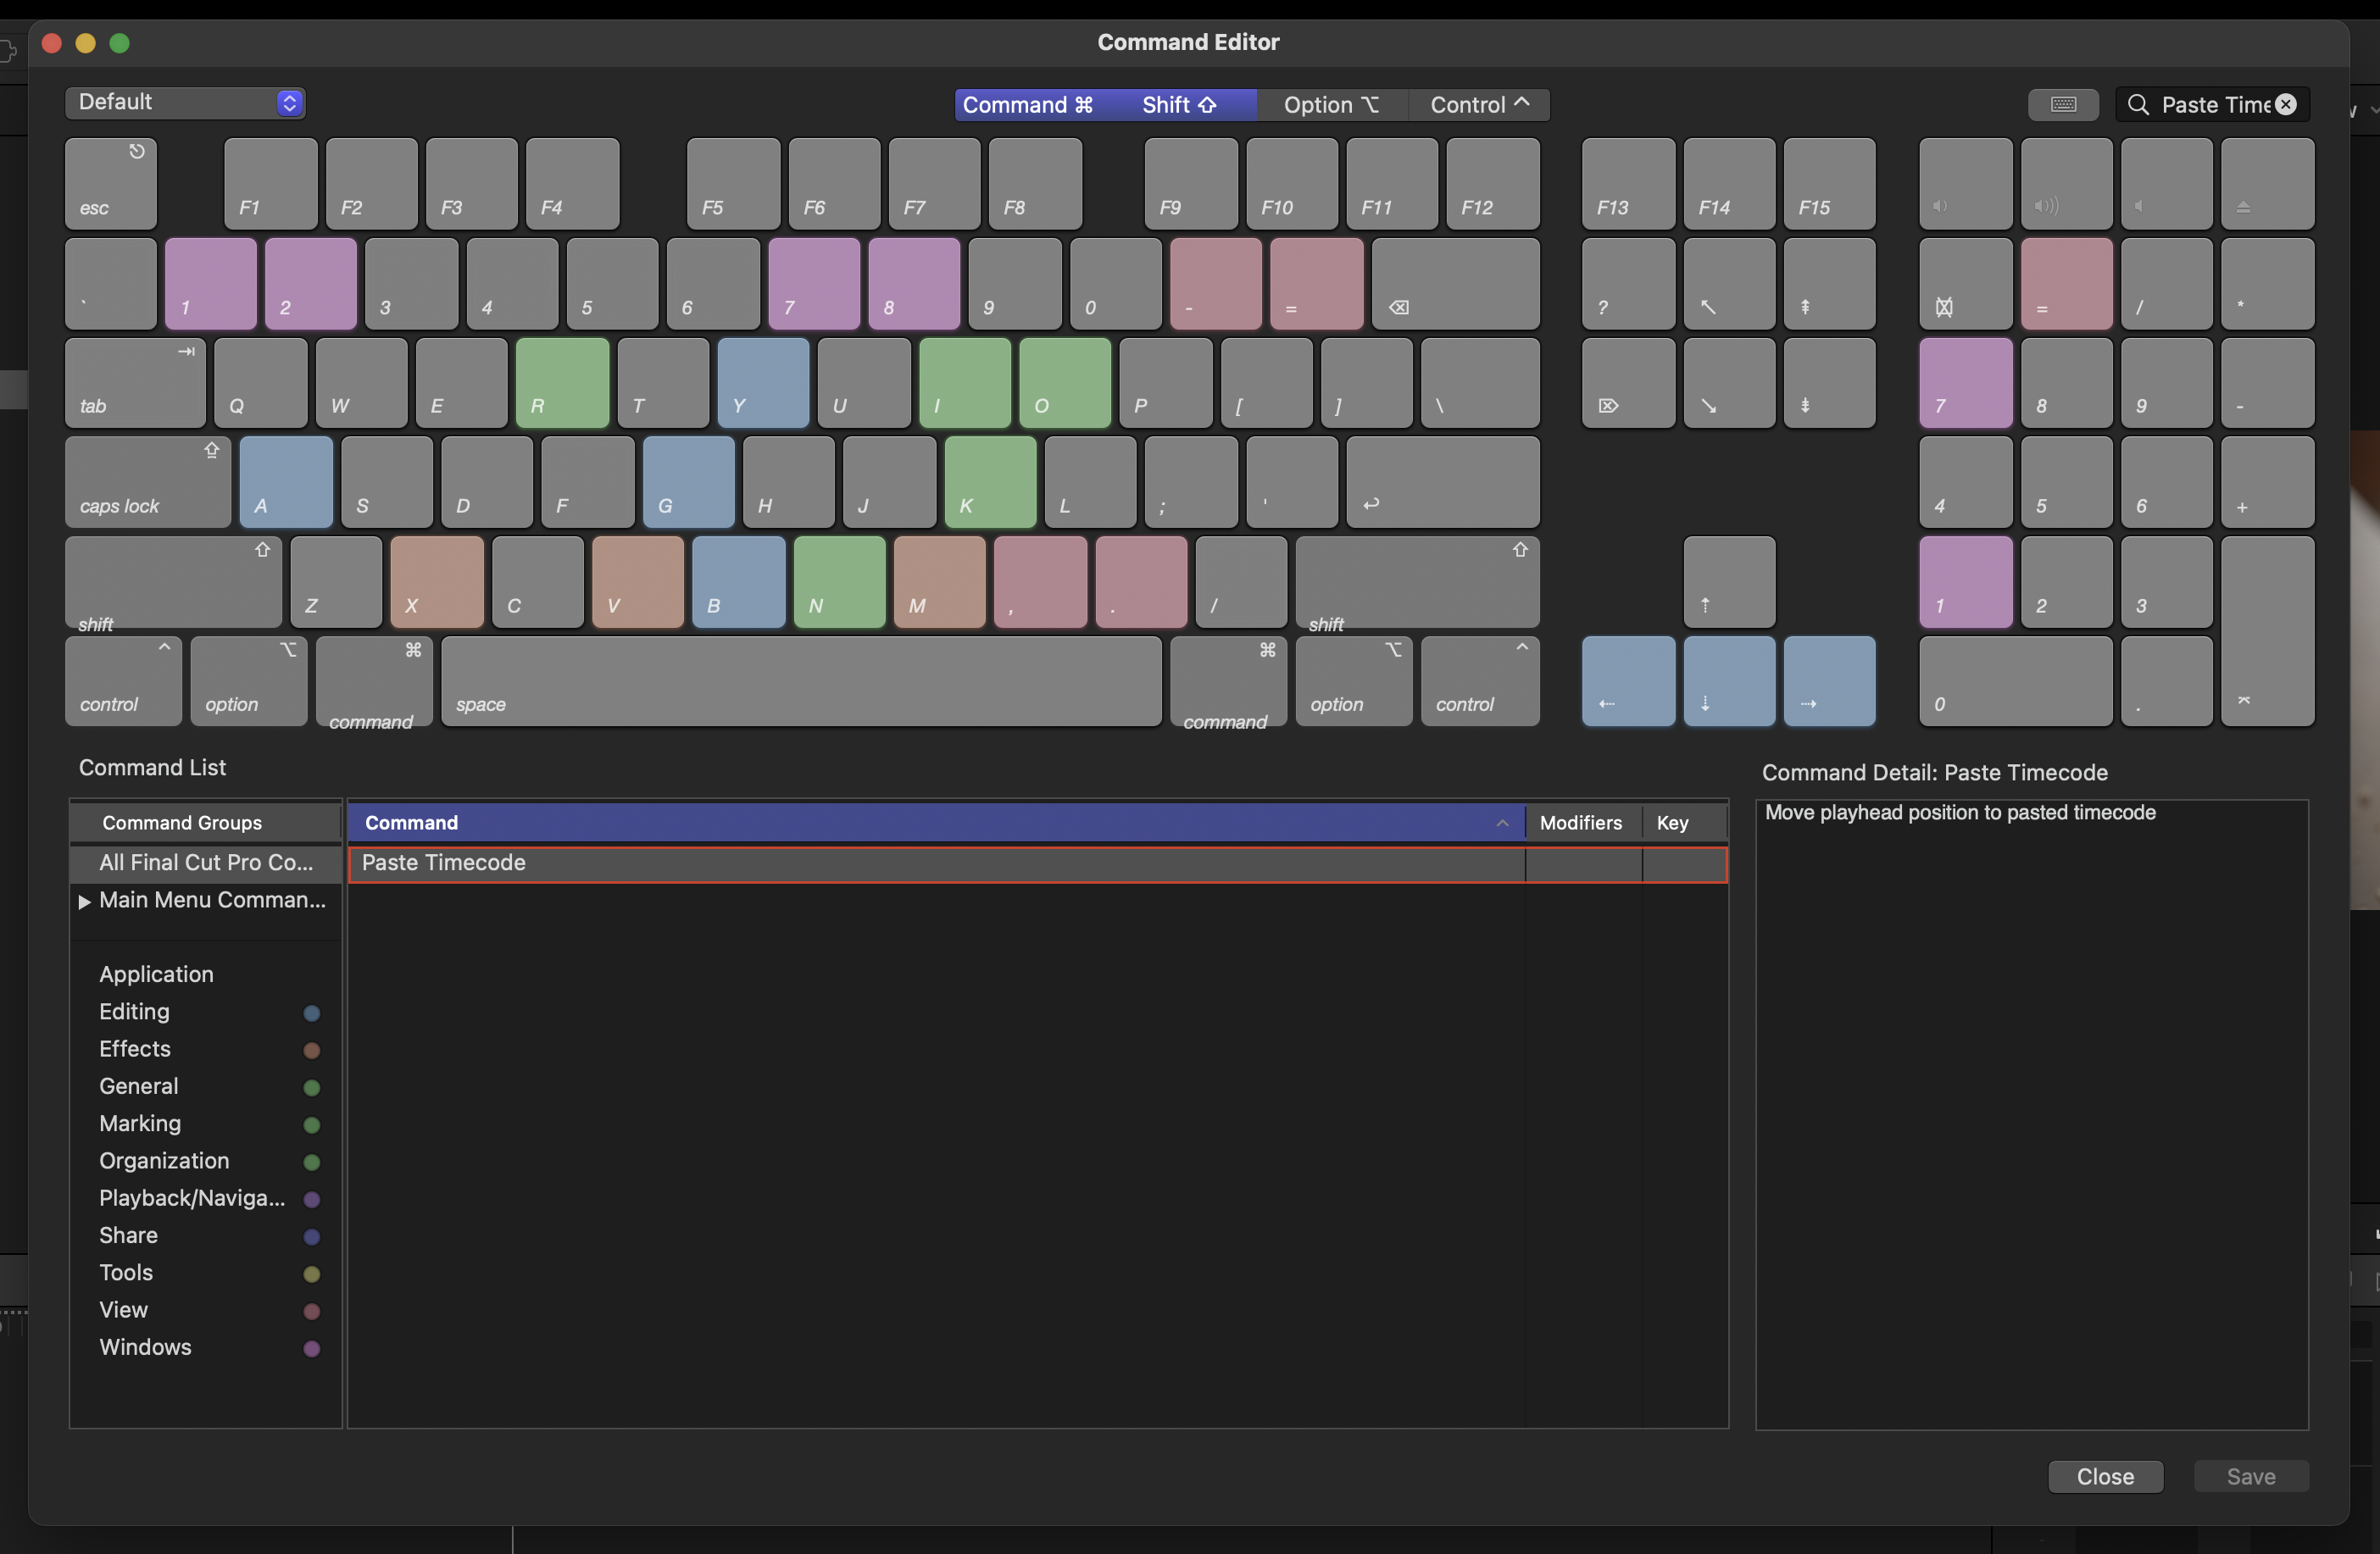 Command Editor
Default
Command ⌘ Shift ⇧ Option ⌥ Control ^
Paste Time
esc F1 F2 F3 F4 F5 F6 F7 F8 F9 F10 F11 F12 F13 F14 F15
` 1 2 3 4 5 6 7 8 9 0 - = ? = / *
tab Q W E R T Y U I O P [ ] \ 7 8 9 -
caps lock A S D F G H J K L ; ' 4 5 6 +
shift Z X C V B N M , . / shift 1 2 3
control option command space command option control 0 .
Command List
Command Groups
All Final Cut Pro Co...
Main Menu Comman...
Application
Editing
Effects
General
Marking
Organization
Playback/Naviga...
Share
Tools
View
Windows
Command Modifiers Key
Paste Timecode
Command Detail: Paste Timecode
Move playhead position to pasted timecode
Close Save